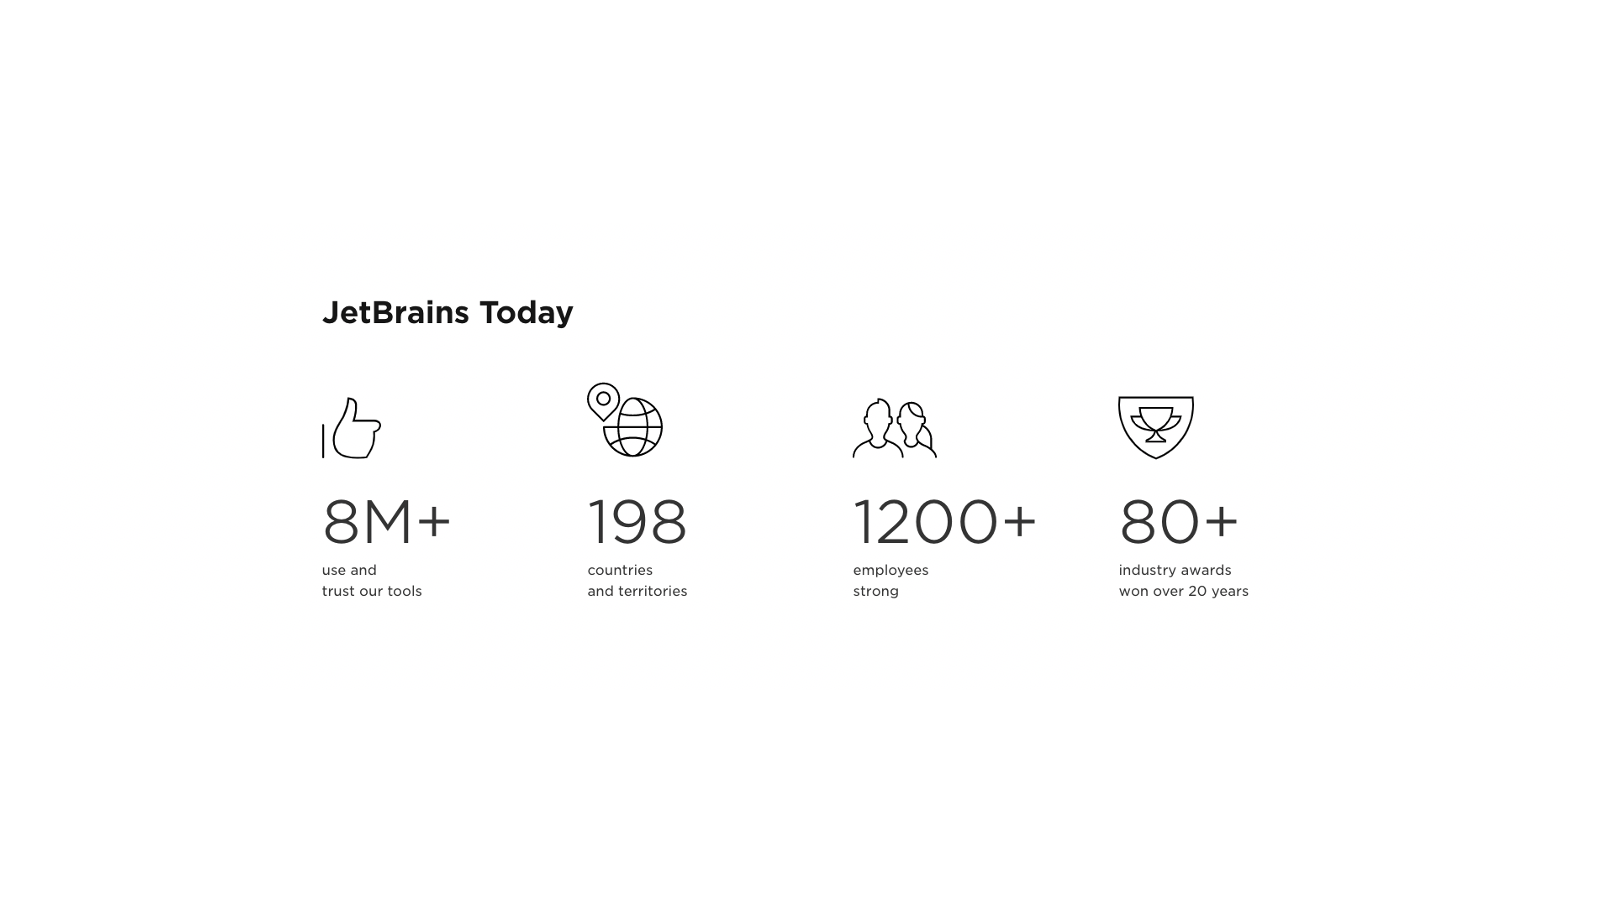 JetBrains Today
8M+
use and
trust our tools
198
countries
and territories
1200+
employees
strong
80+
industry awards
won over 20 years